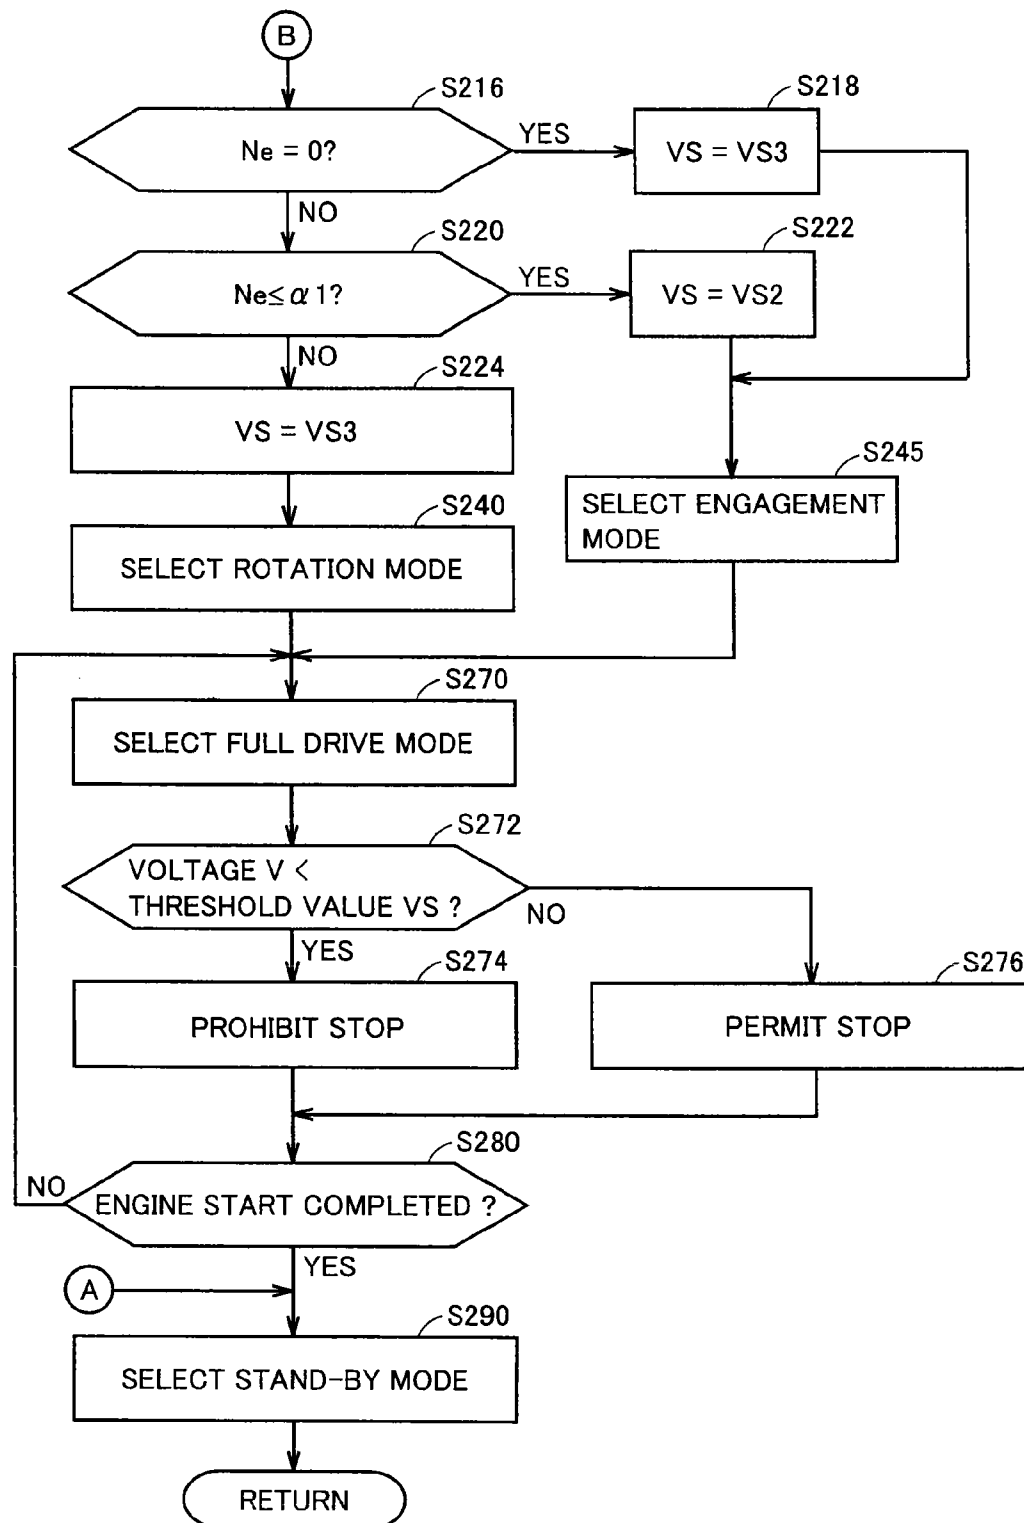 B
S216
Ne = 0?
YES
S218
VS = VS3
NO
S220
Ne≤α1?
YES
S222
VS = VS2
NO
S224
VS = VS3
S245
SELECT ENGAGEMENT
MODE
S240
SELECT ROTATION MODE
S270
SELECT FULL DRIVE MODE
S272
VOLTAGE V <
THRESHOLD VALUE VS ?
NO
YES
S274
PROHIBIT STOP
S276
PERMIT STOP
S280
NO
ENGINE START COMPLETED ?
YES
A
S290
SELECT STAND-BY MODE
RETURN